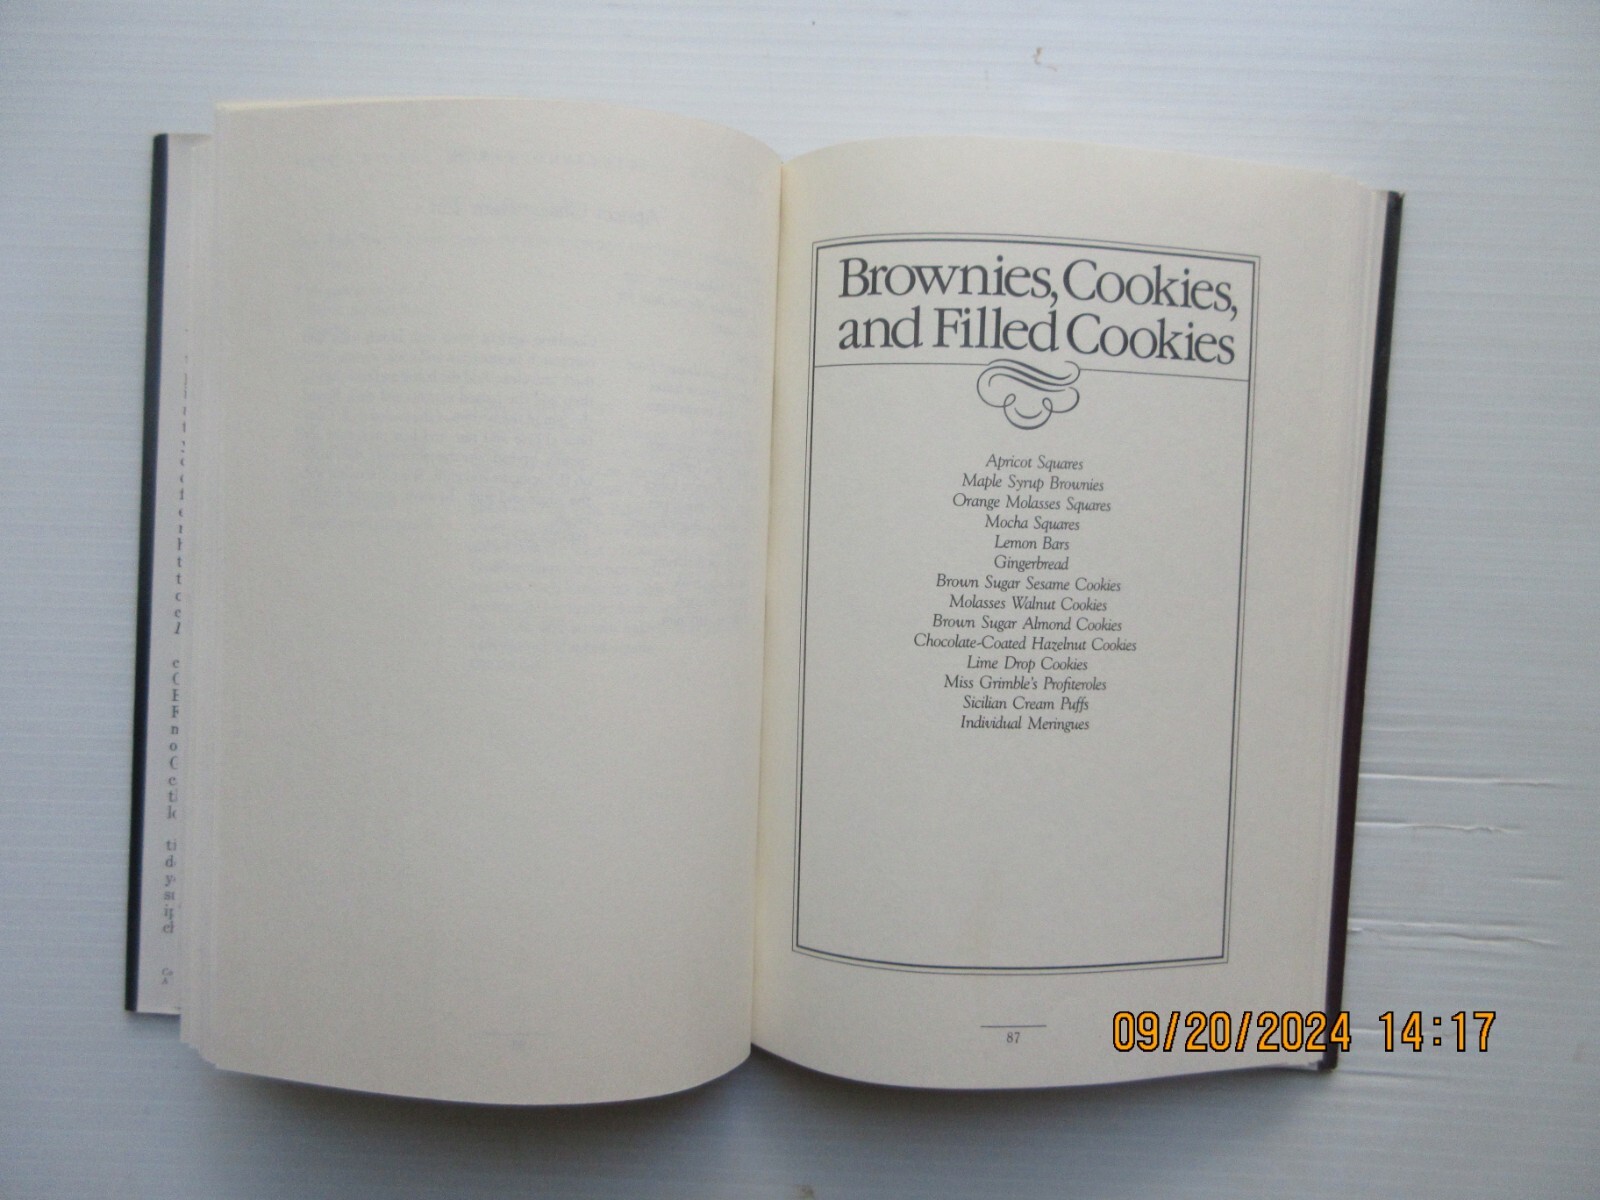 Brownies, Cookies,
and Filled Cookies
Apricot Squares
Maple Syrup Brownies
Orange Molasses Squares
Mocha Squares
Lemon Bars
Gingerbread
Brown Sugar Sesame Cookies
Molasses Walnut Cookies
Brown Sugar Almond Cookies
Chocolate-Coated Hazelnut Cookies
Lime Drop Cookies
Miss Grimble's Profiteroles
Sicilian Cream Puffs
Individual Meringues
87
09/20/2024 14:17